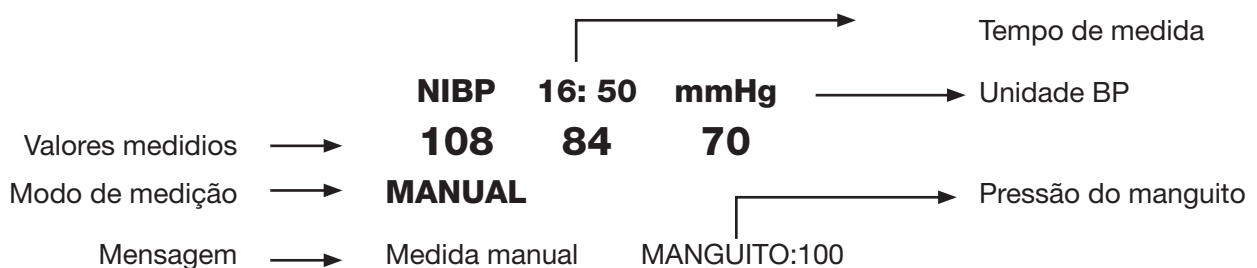 Tempo de medida
NIBP 16: 50 mmHg Unidade BP
Valores medidios 108 84 70
Modo de medição MANUAL Pressão do manguito
Mensagem Medida manual MANGUITO:100